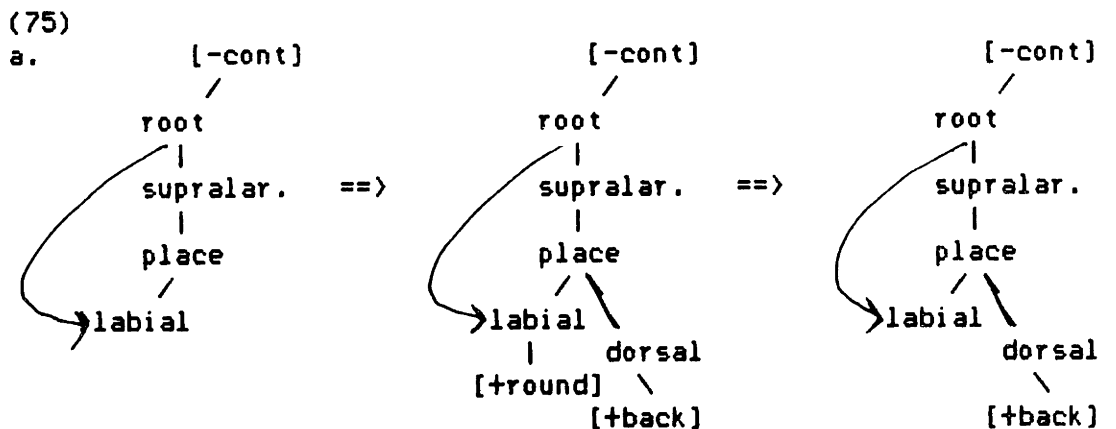 (75)
a. [-cont] [-cont] [-cont]
root root root
supralar. ==> supralar. ==> supralar.
place place place
labial labial labial
dorsal dorsal
[+round]
[+back] [+back]